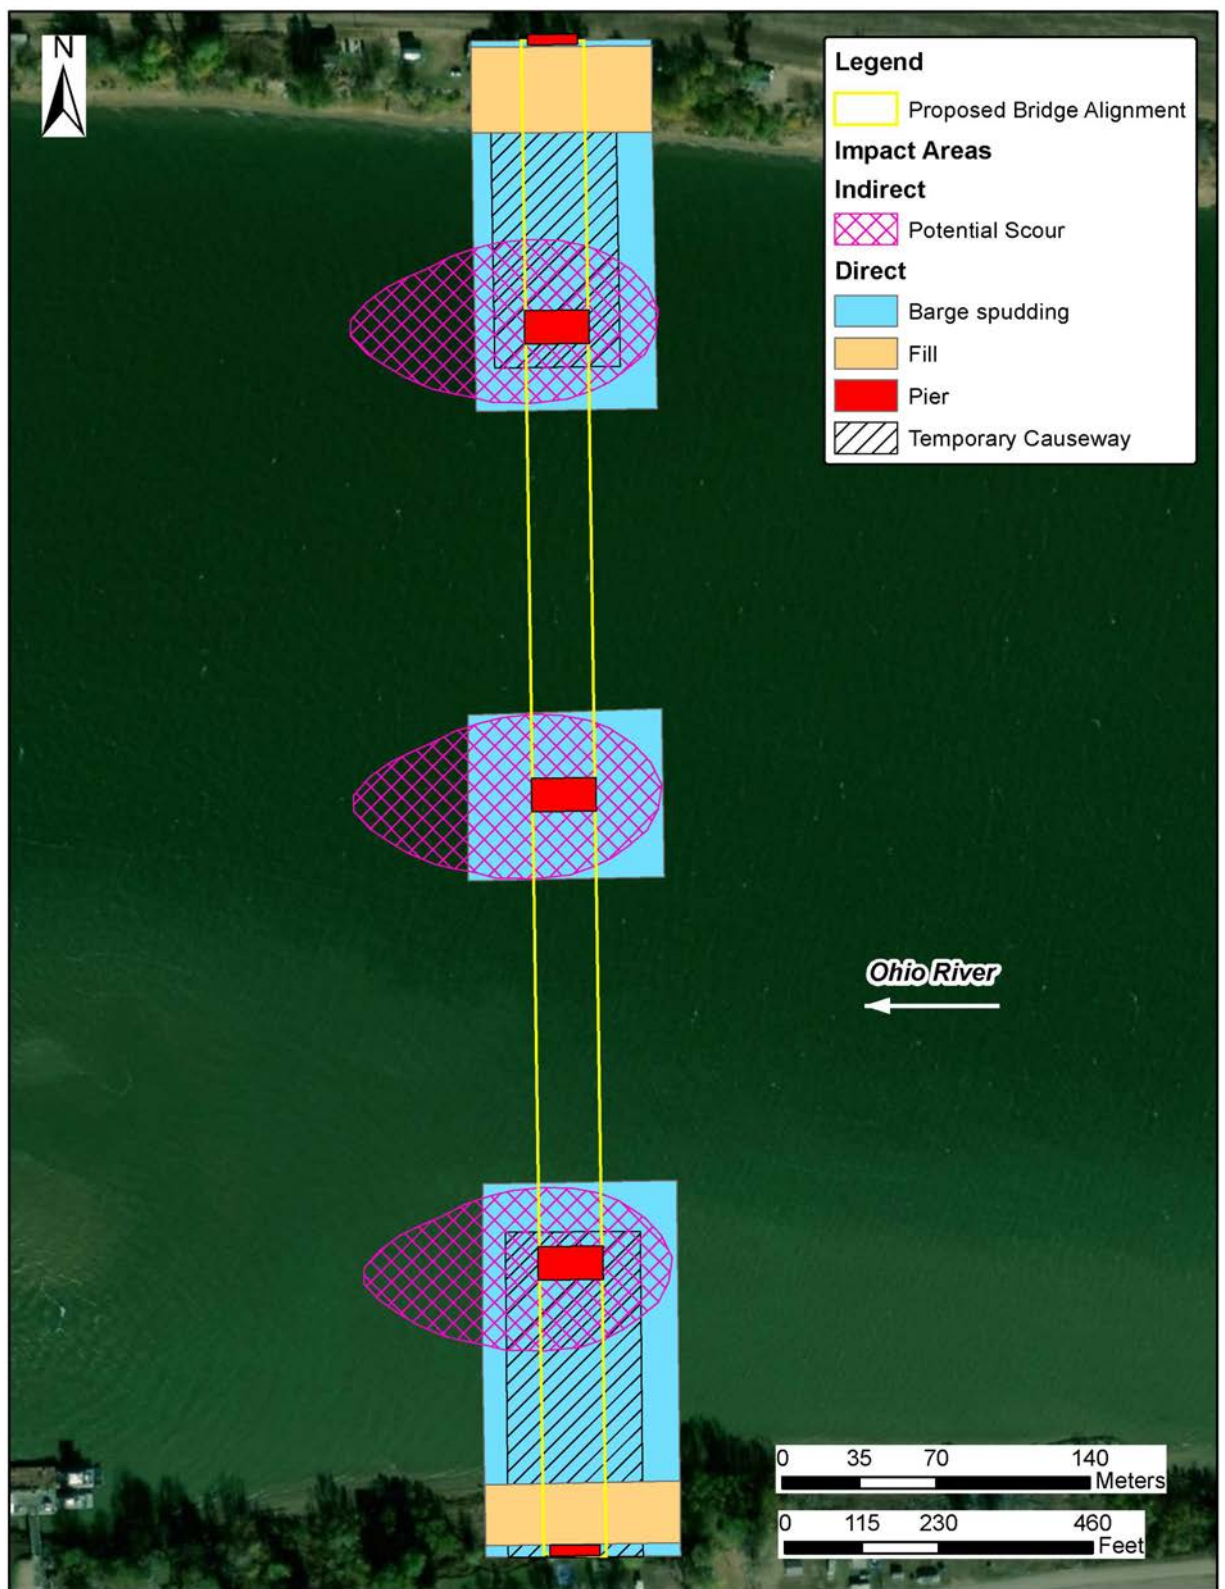 N
Legend
Proposed Bridge Alignment
Impact Areas
Indirect
Potential Scour
Direct
Barge spudding
Fill
Pier
Temporary Causeway
Ohio River
0 35 70 140
Meters
0 115 230 460
Feet